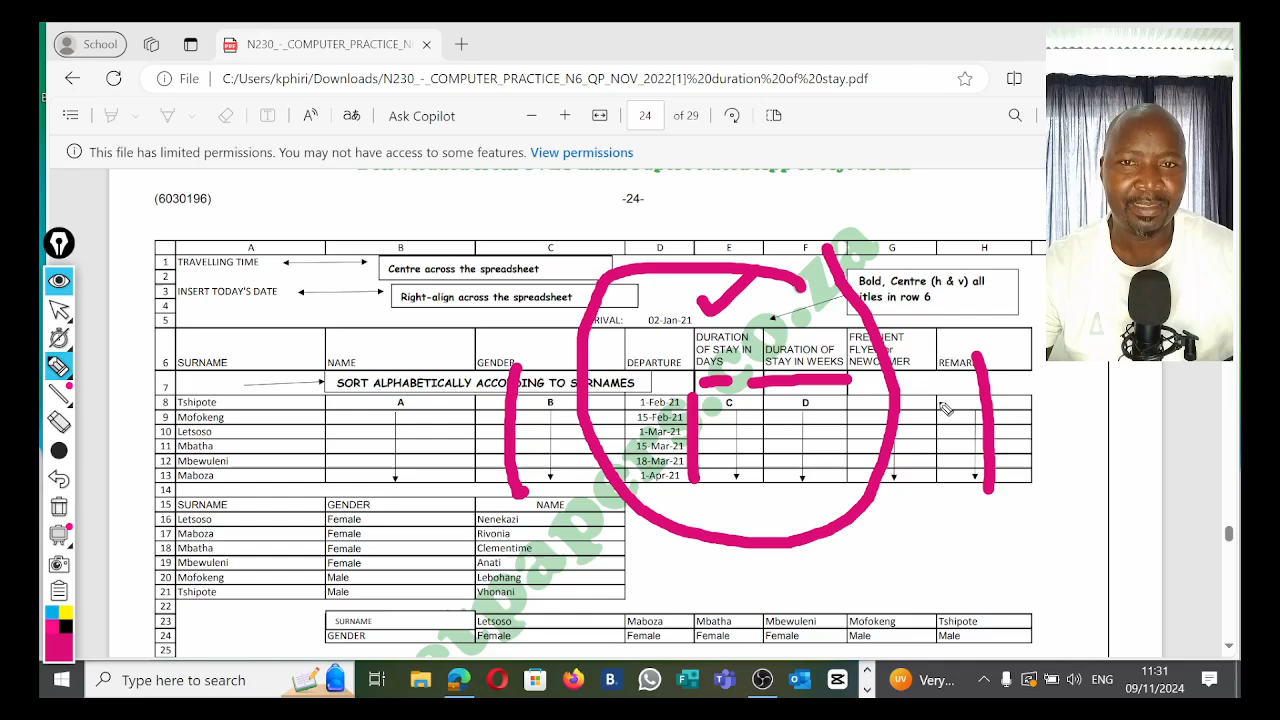 School
N230_-_COMPUTER_PRACTICE_N
File C:/Users/kphiri/Downloads/N230_-_COMPUTER_PRACTICE_N6_QP_NOV_2022[1]%20duration%20of%20stay.pdf
aあ Ask Copilot 24 of 29
This file has limited permissions. You may not have access to some features. View permissions
(6030196) -24-
A B C D E F G H
1 TRAVELLING TIME Centre across the spreadsheet
2
3 INSERT TODAY'S DATE Right-align across the spreadsheet
4
5 RIVAL: 02-Jan-21
Bold, Centre (h & v) all
titles in row 6
6 SURNAME NAME GENDER DEPARTURE DURATION OF STAY IN DAYS DURATION OF STAY IN WEEKS FREQUENT FLYER or NEWCOMER REMARK
7 SORT ALPHABETICALLY ACCORDING TO SURNAMES
8 Tshipote A B 1-Feb-21 C D
9 Mofokeng 15-Feb-21
10 Letsoso 1-Mar-21
11 Mbatha 15-Mar-21
12 Mbewuleni 18-Mar-21
13 Maboza 1-Apr-21
14
15 SURNAME GENDER NAME
16 Letsoso Female Nenekazi
17 Maboza Female Rivonia
18 Mbatha Female Clementime
19 Mbewuleni Female Anati
20 Mofokeng Male Lebohang
21 Tshipote Male Vhonani
22
23 SURNAME Letsoso Maboza Mbatha Mbewuleni Mofokeng Tshipote
24 GENDER Female Female Female Female Male Male
25
Type here to search
UV Very... ENG 11:31
09/11/2024